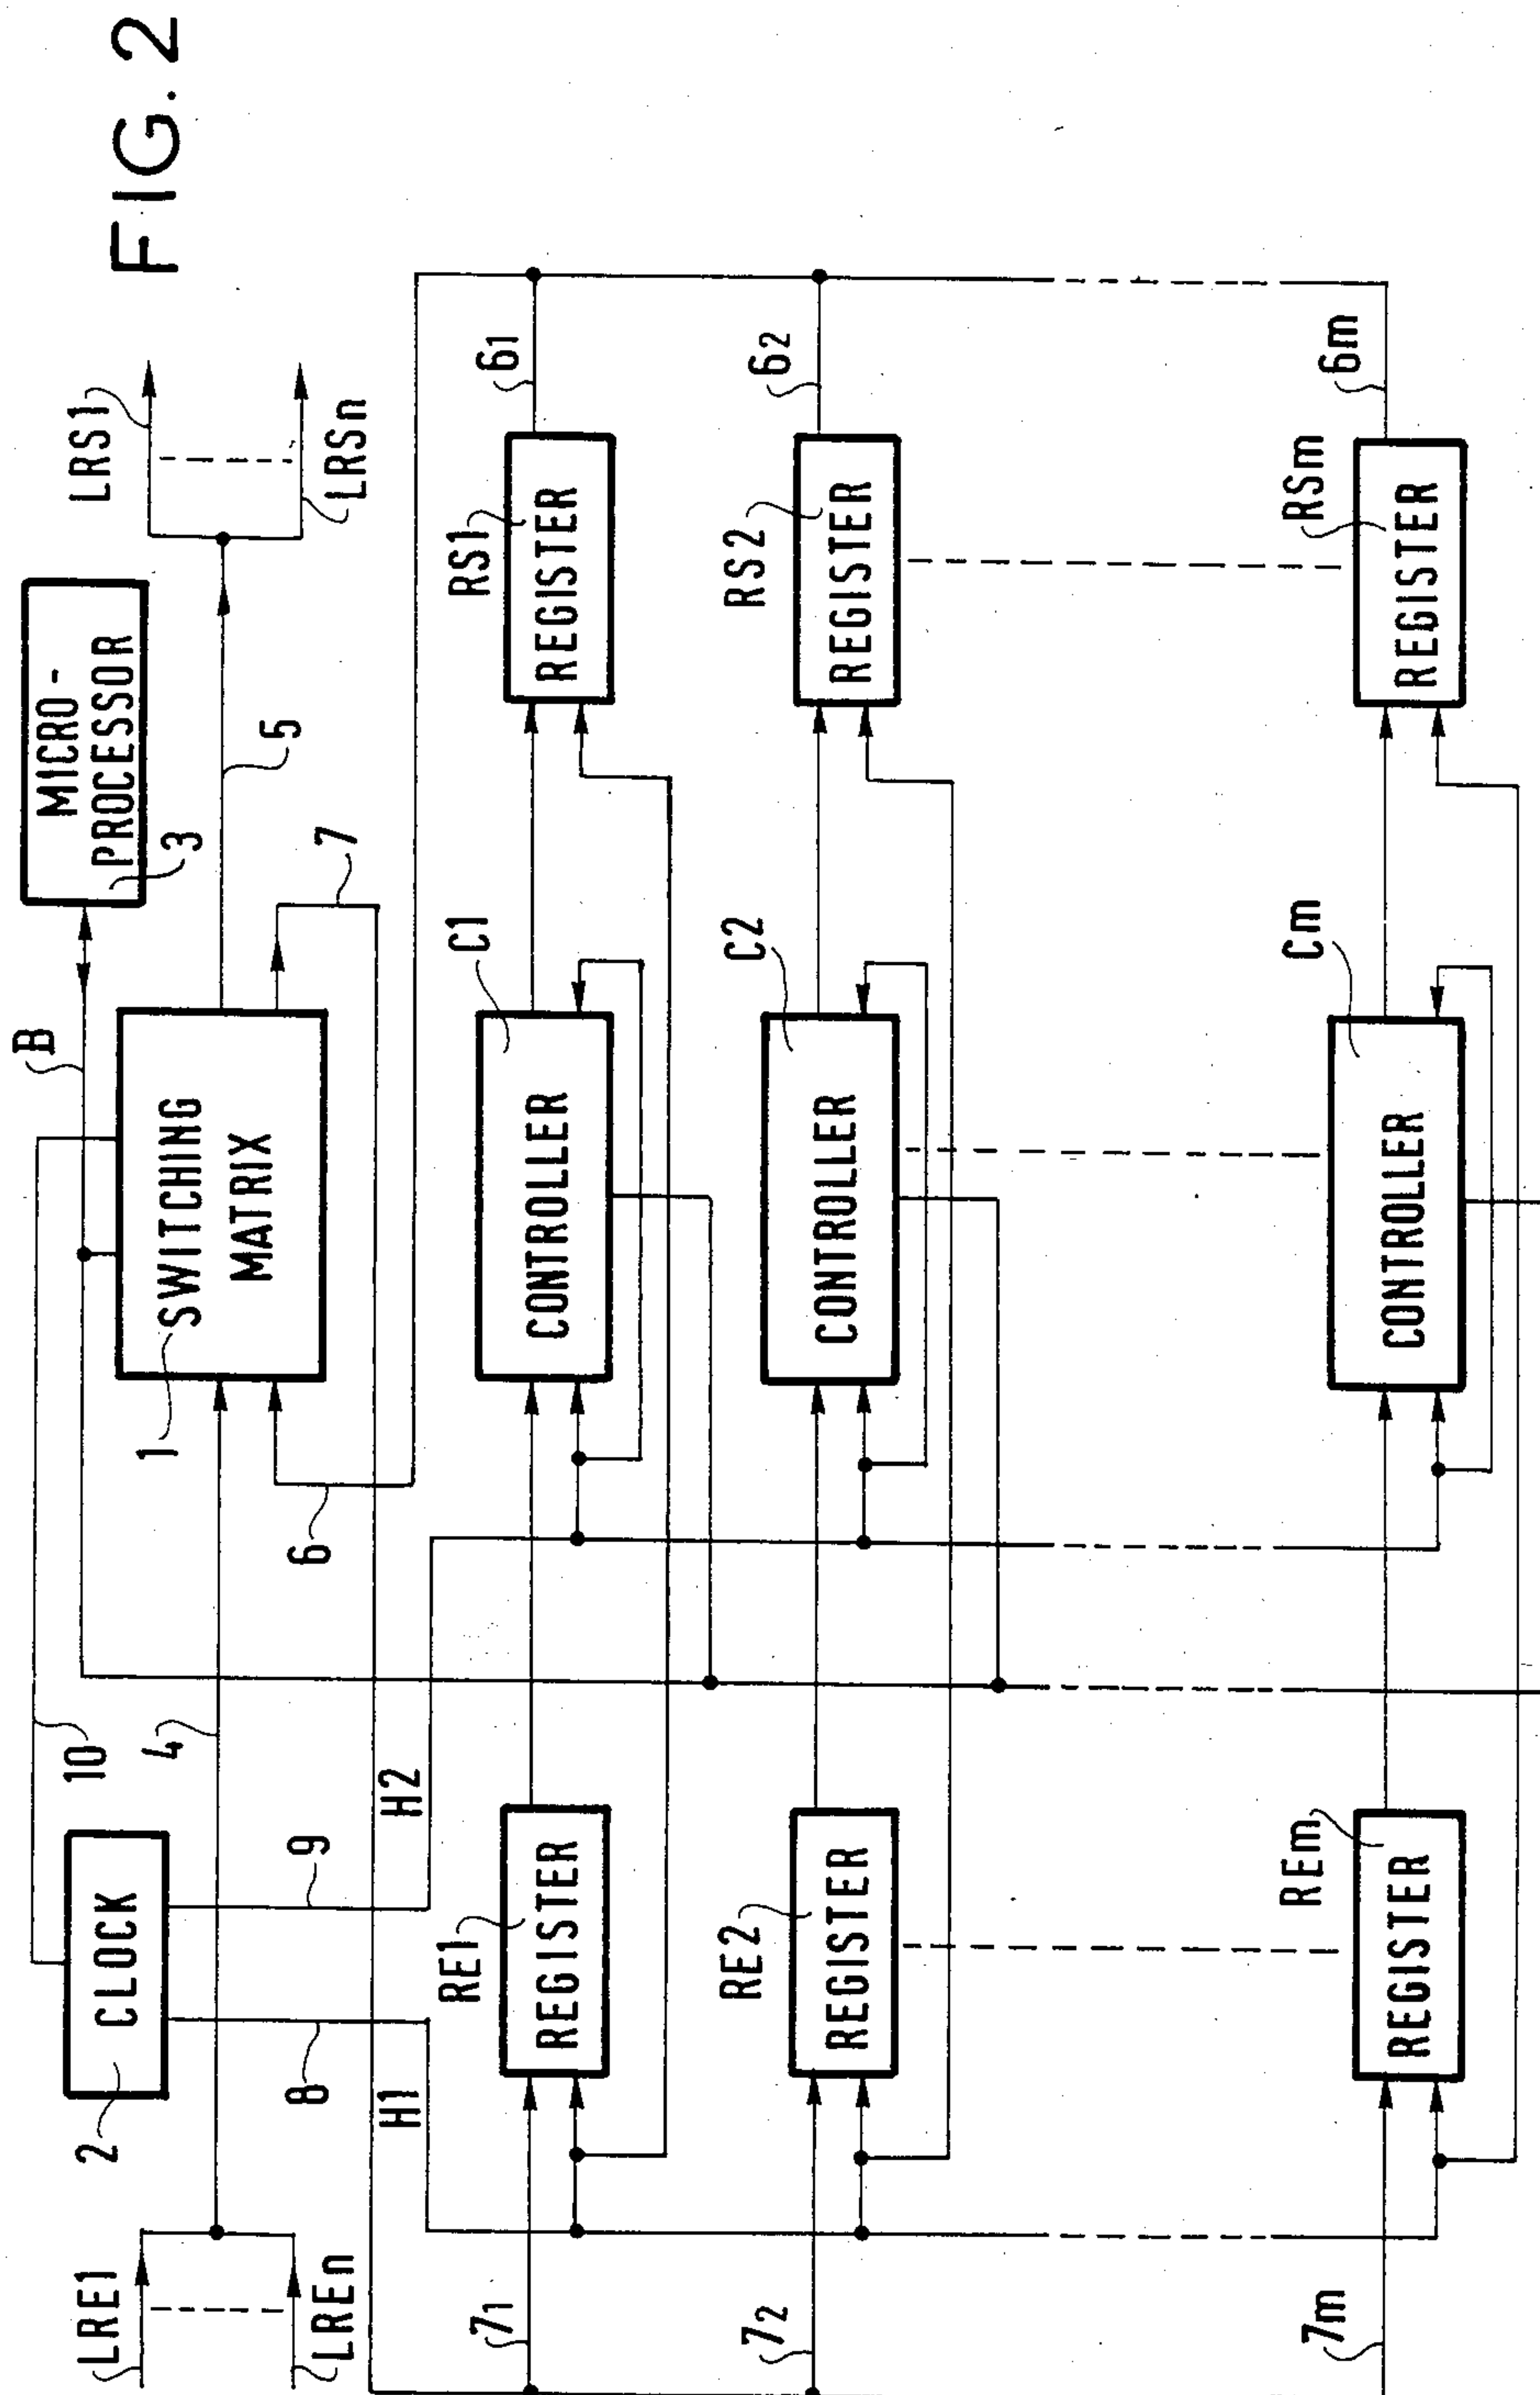 FIG. 2
MICRO-
PROCESSOR
3
B
10
CLOCK
2
SWITCHING
MATRIX
1
LRE1
LREn
4
5
LRS1
LRSn
6
7
8
9
H1
H2
71
RE1
REGISTER
C1
CONTROLLER
RS1
REGISTER
61
72
RE2
REGISTER
C2
CONTROLLER
RS2
REGISTER
62
7m
REm
REGISTER
Cm
CONTROLLER
RSm
REGISTER
6m